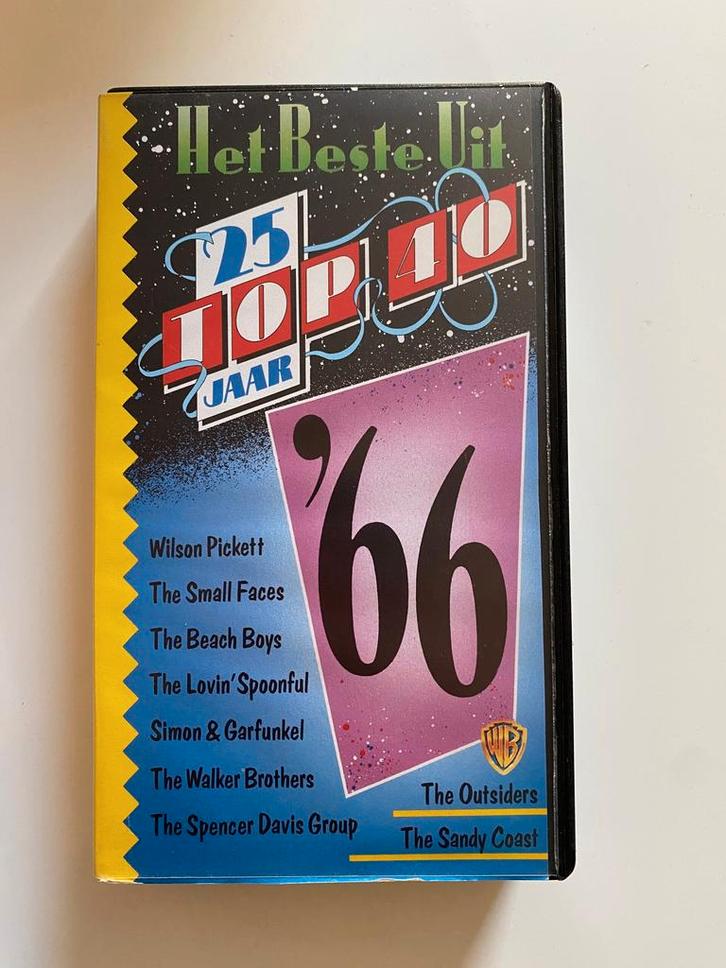 Het Beste Uit
'25
TOP 40
JAAR
'66
Wilson Pickett
The Small Faces
The Beach Boys
The Lovin' Spoonful
Simon & Garfunkel
The Walker Brothers
The Spencer Davis Group
WB
The Outsiders
The Sandy Coast